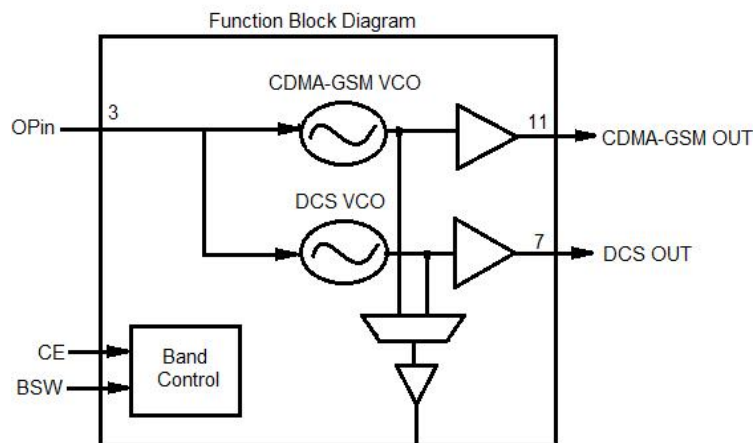 Function Block Diagram
CDMA-GSM VCO
3
OPin
11
CDMA-GSM OUT
DCS VCO
7
DCS OUT
CE
BSW
Band
Control